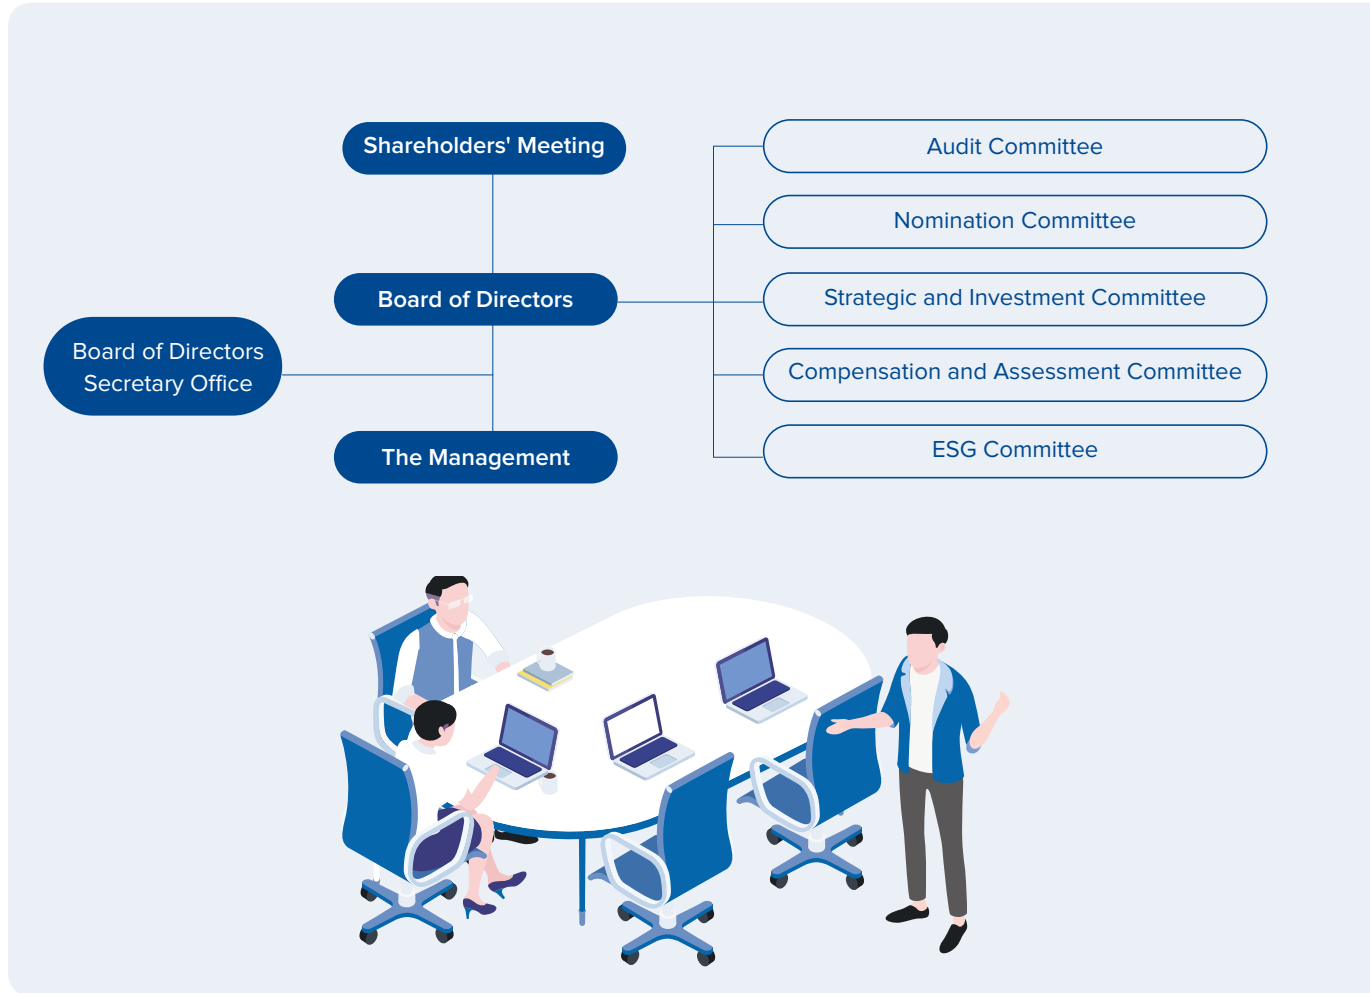 Shareholders' Meeting
Board of Directors
Board of Directors
Secretary Office
The Management
Audit Committee
Nomination Committee
Strategic and Investment Committee
Compensation and Assessment Committee
ESG Committee